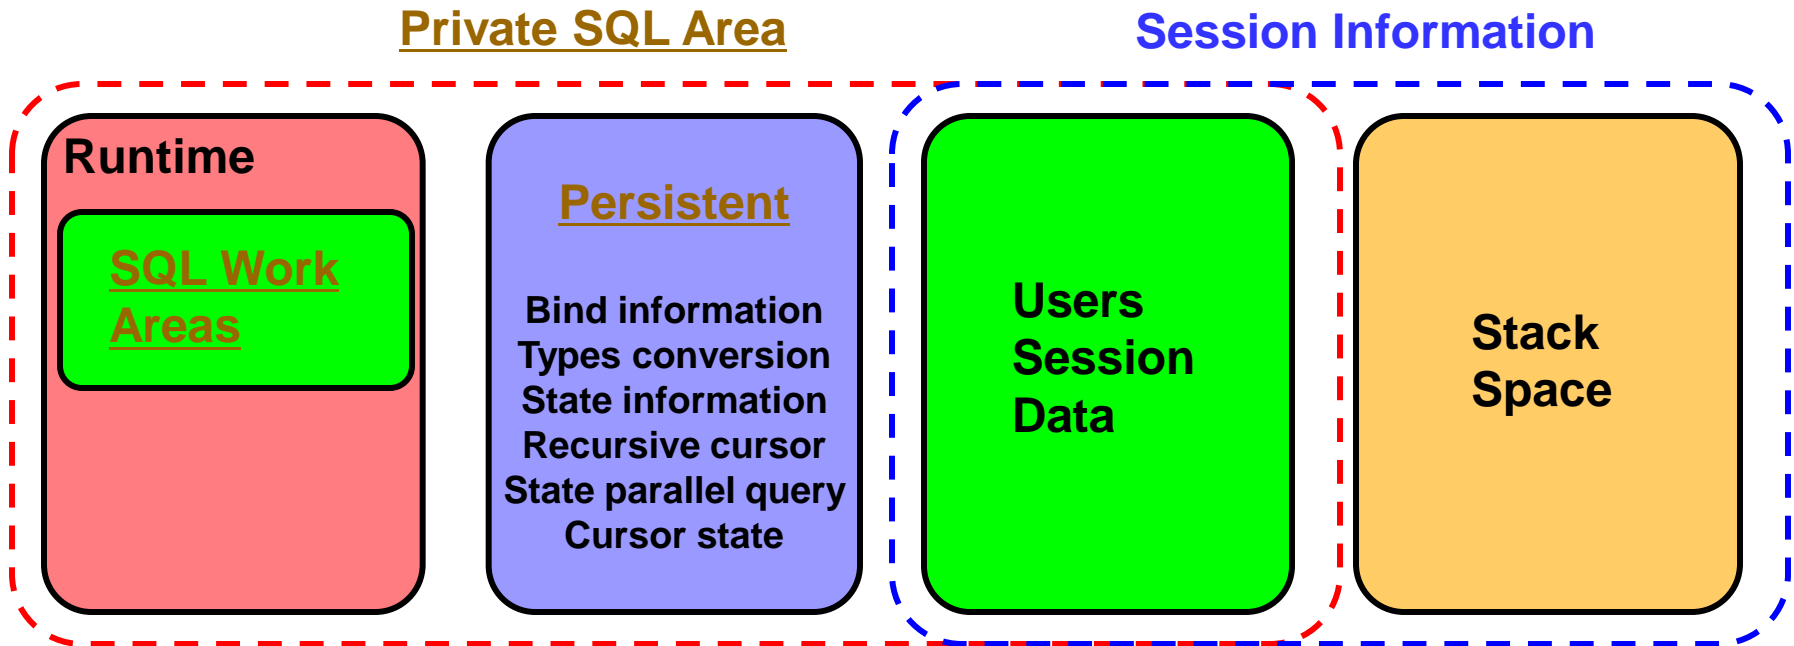 Private SQL Area
Session Information
Runtime
SQL Work
Areas
Persistent
Bind information
Types conversion
State information
Recursive cursor
State parallel query
Cursor state
Users
Session
Data
Stack
Space